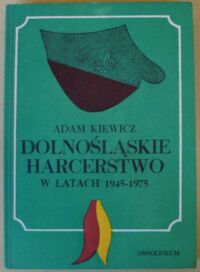 ADAM KIEWICZ
DOLNOŚLĄSKIE
HARCERSTWO
W LATACH 1945-1975
OSSOLINEUM